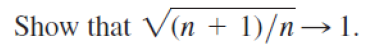 Show that √(n + 1)/n → 1.